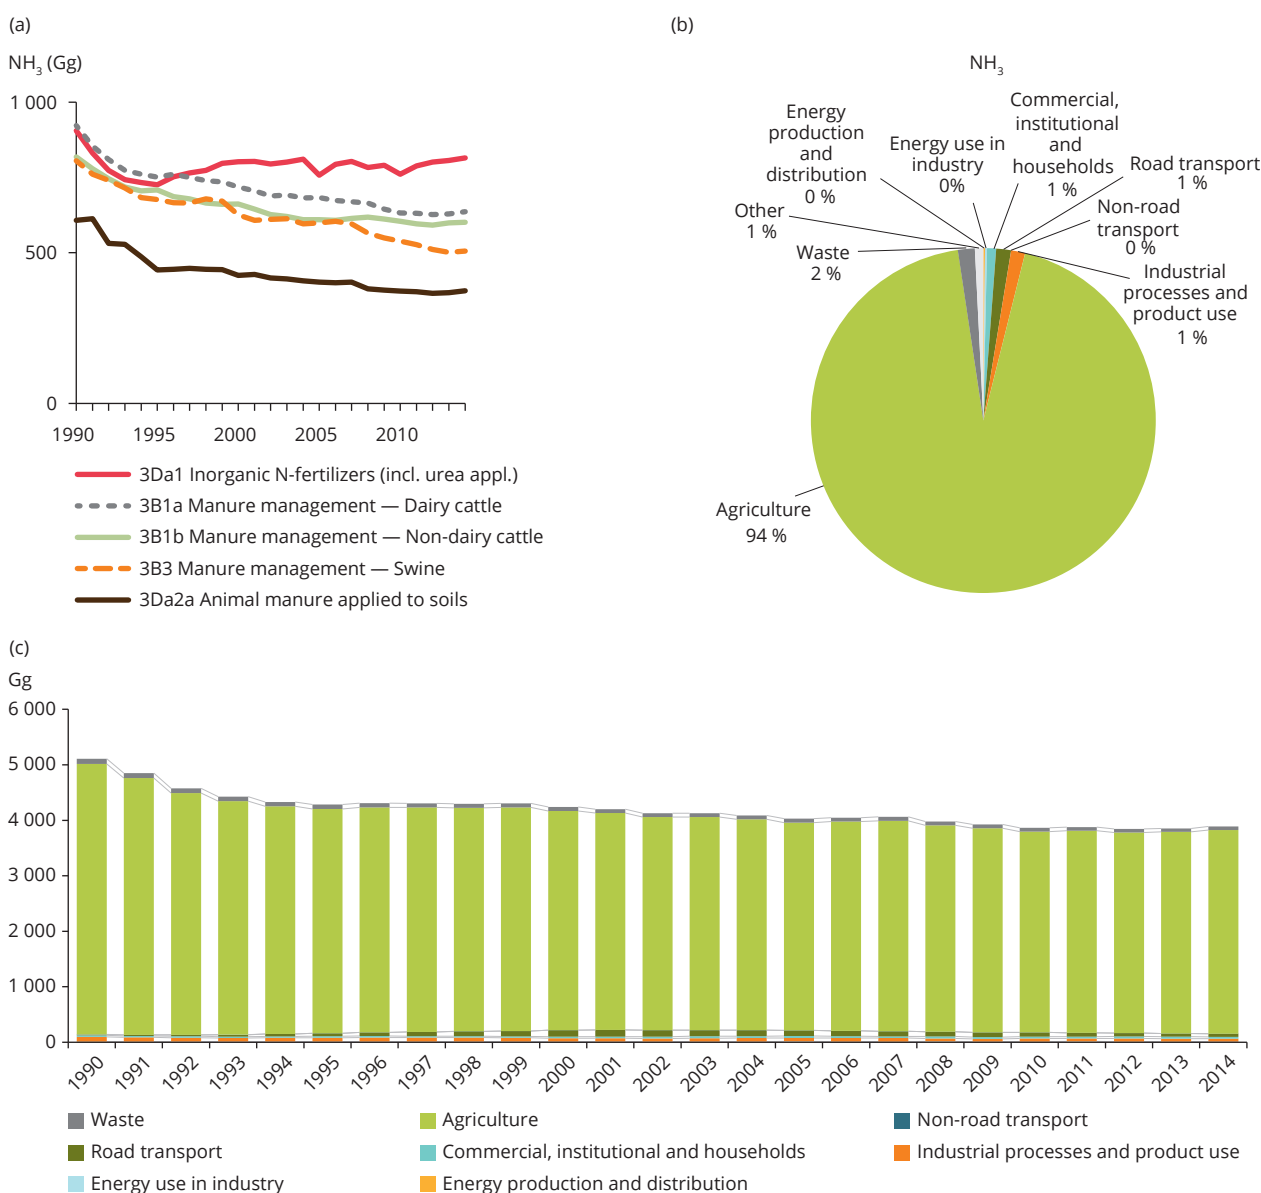 (a)
NH3 (Gg)
1 000
500
0
1990 1995 2000 2005 2010
3Da1 Inorganic N-fertilizers (incl. urea appl.)
3B1a Manure management — Dairy cattle
3B1b Manure management — Non-dairy cattle
3B3 Manure management — Swine
3Da2a Animal manure applied to soils
(b)
NH3
Energy
production
and
distribution
0 %
Energy use in
industry
0%
Commercial,
institutional
and
households
1 %
Road transport
1 %
Non-road
transport
0 %
Industrial
processes and
product use
1 %
Other
1 %
Waste
2 %
Agriculture
94 %
(c)
Gg
6 000
5 000
4 000
3 000
2 000
1 000
0
1990 1991 1992 1993 1994 1995 1996 1997 1998 1999 2000 2001 2002 2003 2004 2005 2006 2007 2008 2009 2010 2011 2012 2013 2014
Waste Agriculture Non-road transport
Road transport Commercial, institutional and households Industrial processes and product use
Energy use in industry Energy production and distribution